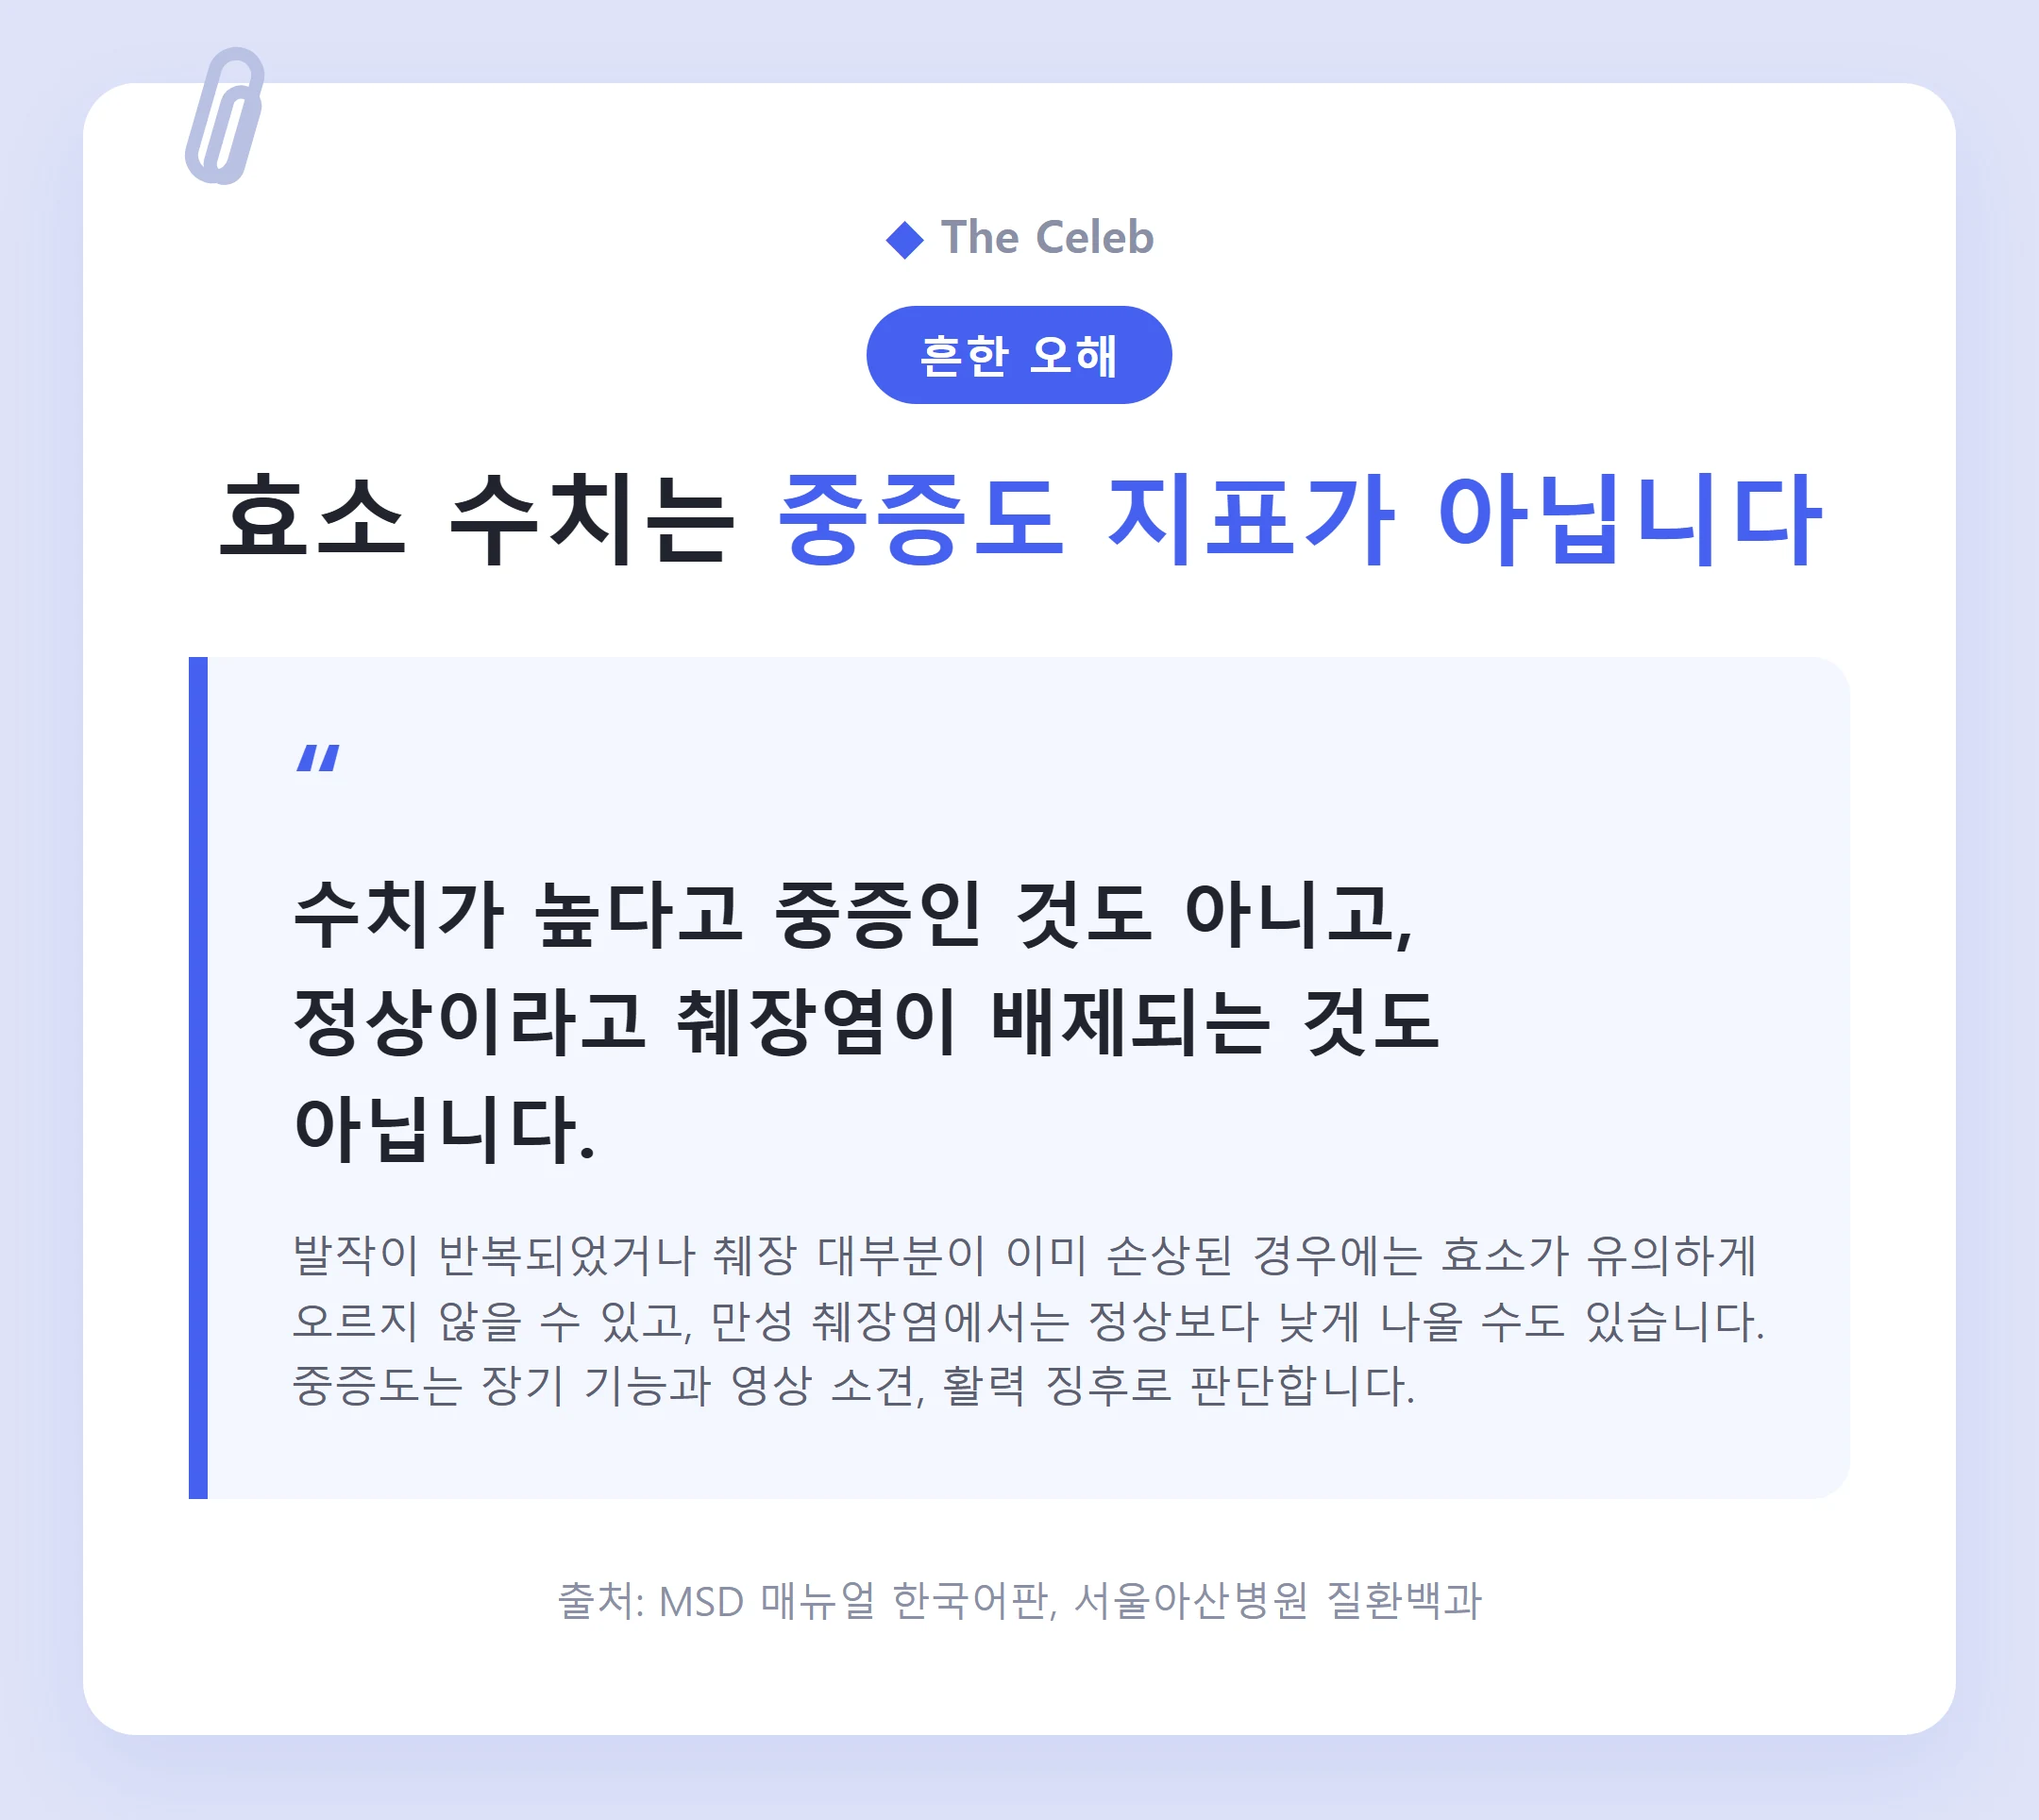 ◆ The Celeb
흔한 오해
효소 수치는 중증도 지표가 아닙니다
“
수치가 높다고 중증인 것도 아니고,
정상이라고 췌장염이 배제되는 것도
아닙니다.
발작이 반복되었거나 췌장 대부분이 이미 손상된 경우에는 효소가 유의하게
오르지 않을 수 있고, 만성 췌장염에서는 정상보다 낮게 나올 수도 있습니다.
중증도는 장기 기능과 영상 소견, 활력 징후로 판단합니다.
출처: MSD 매뉴얼 한국어판, 서울아산병원 질환백과